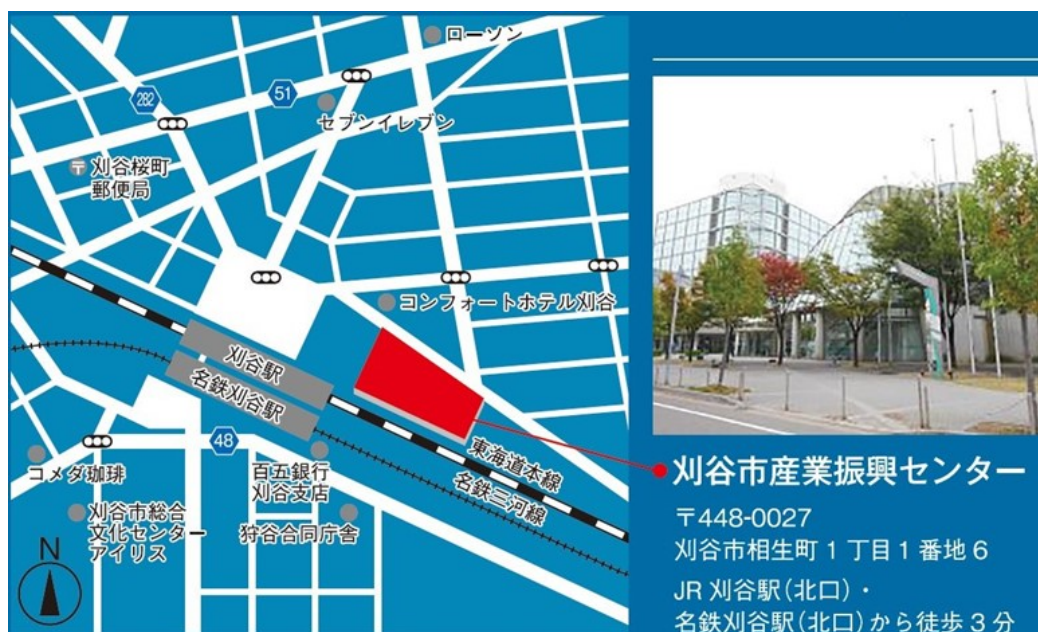 ローソン
282
51
セブンイレブン
〒
刈谷桜町
郵便局
コンフォートホテル刈谷
刈谷駅
名鉄刈谷駅
48
東海道本線
名鉄三河線
コメダ珈琲
百五銀行
刈谷支店
刈谷市総合
文化センター
アイリス
狩谷合同庁舎
N
刈谷市産業振興センター
〒448-0027
刈谷市相生町1丁目1番地6
JR刈谷駅(北口)・
名鉄刈谷駅(北口)から徒歩3分